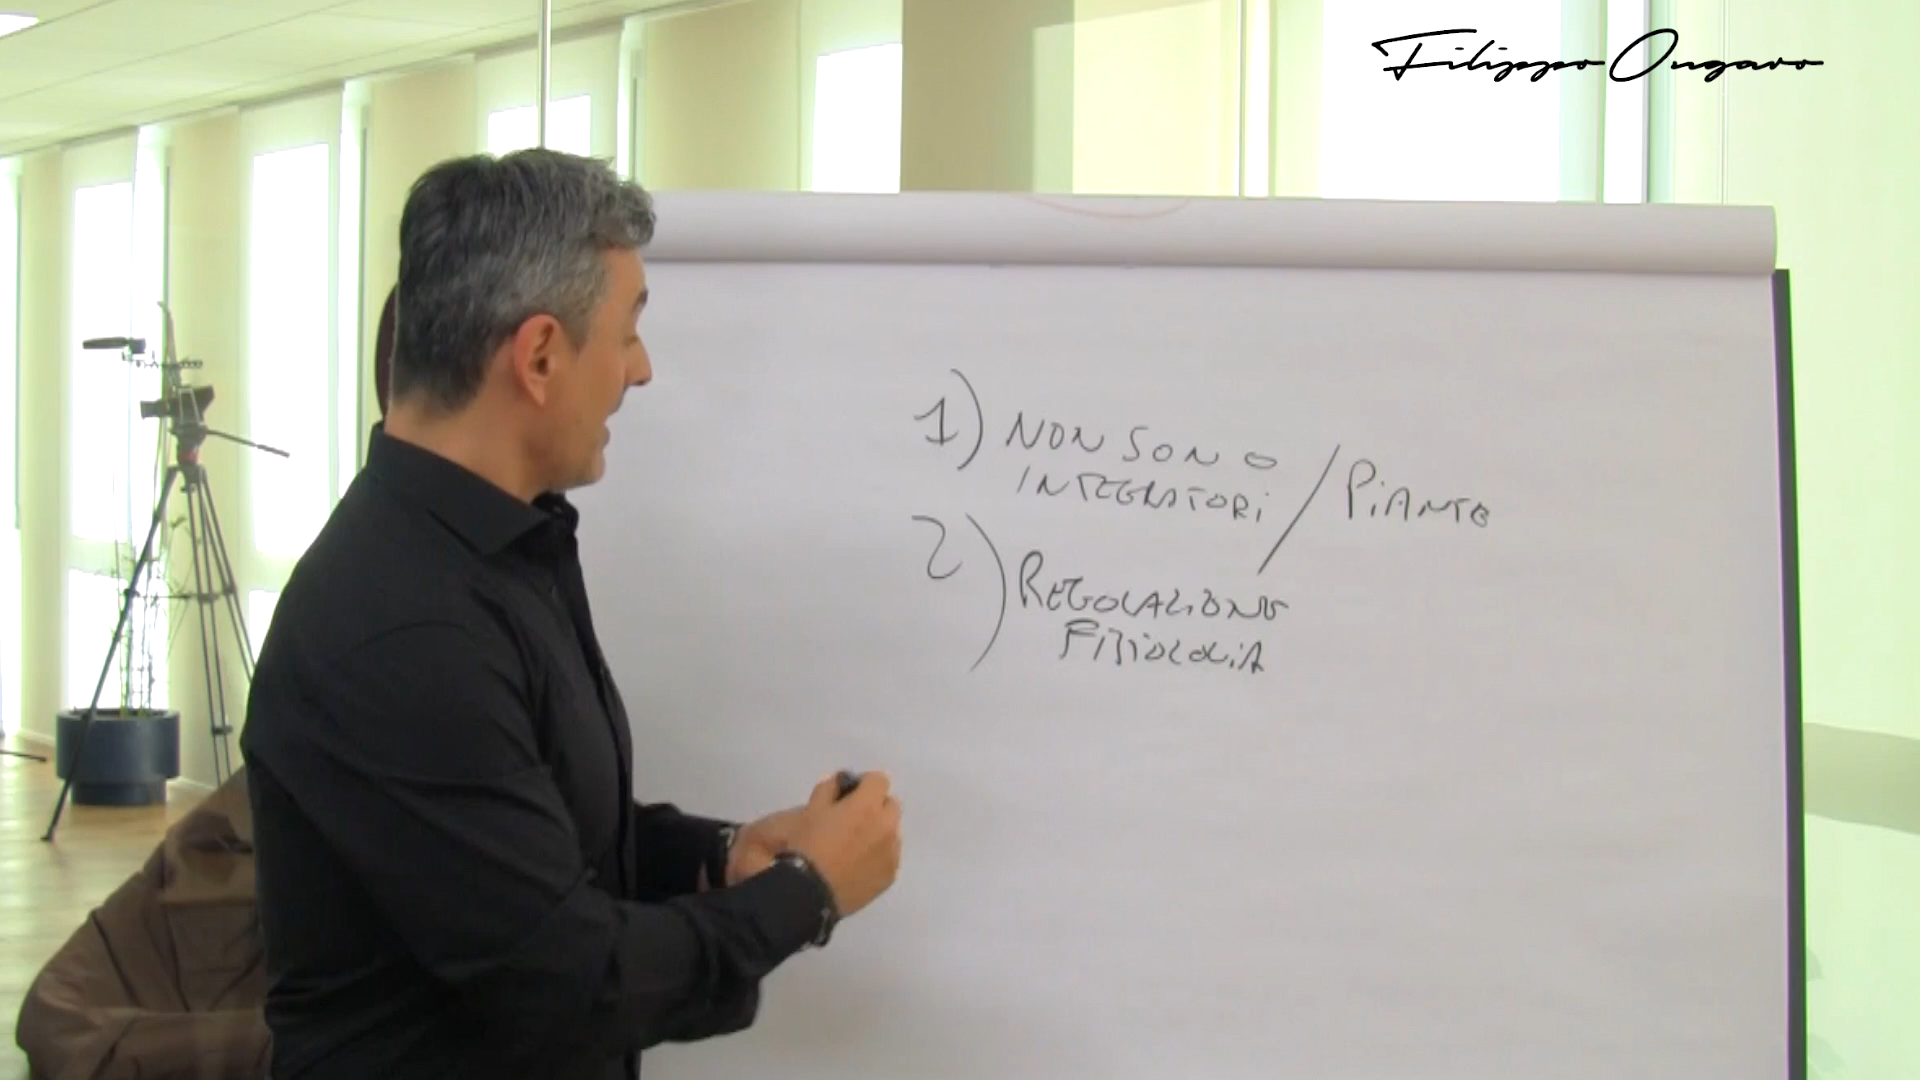 Filippo Ongaro
1) NON SONO
INTEGRATORI / PIANTE
2) REGOLAZIONE
FISIOLOGIA